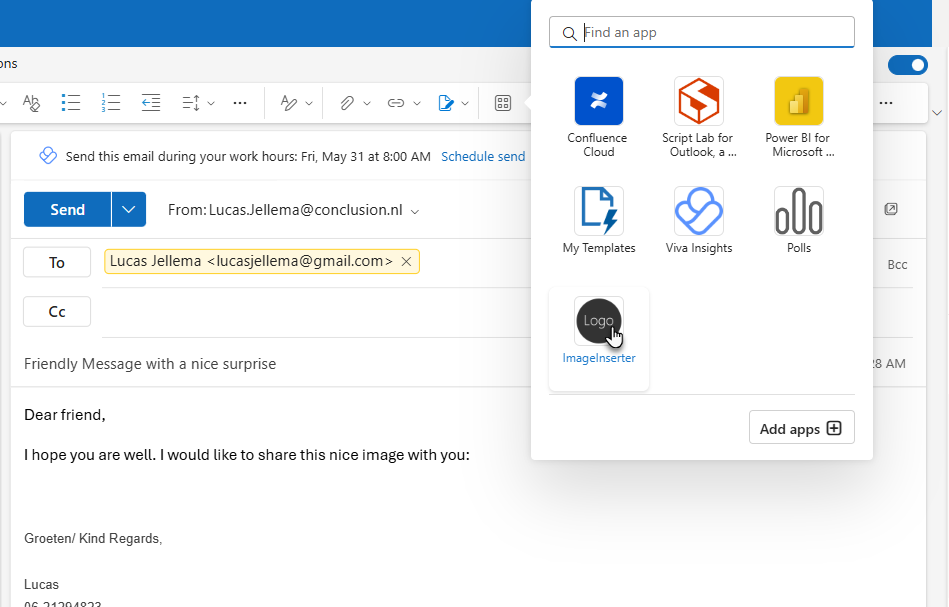 Find an app
ons
Confluence
Cloud
Script Lab for
Outlook, a ...
Power BI for
Microsoft ...
Send this email during your work hours: Fri, May 31 at 8:00 AM Schedule send
Send
From: Lucas.Jellema@conclusion.nl
My Templates
Viva Insights
Polls
To
Lucas Jellema <lucasjellema@gmail.com>
Bcc
Cc
Logo
ImageInserter
Friendly Message with a nice surprise
28 AM
Dear friend,
Add apps
I hope you are well. I would like to share this nice image with you:
Groeten/ Kind Regards,
Lucas
06 21294823